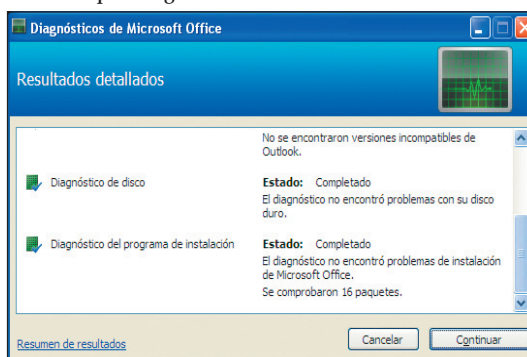 Diagnósticos de Microsoft Office
Resultados detallados
No se encontraron versiones incompatibles de
Outlook.
Diagnóstico de disco
Estado: Completado
El diagnóstico no encontró problemas con su disco
duro.
Diagnóstico del programa de instalación
Estado: Completado
El diagnóstico no encontró problemas de instalación
de Microsoft Office.
Se comprobaron 16 paquetes.
Resumen de resultados
Cancelar
Continuar